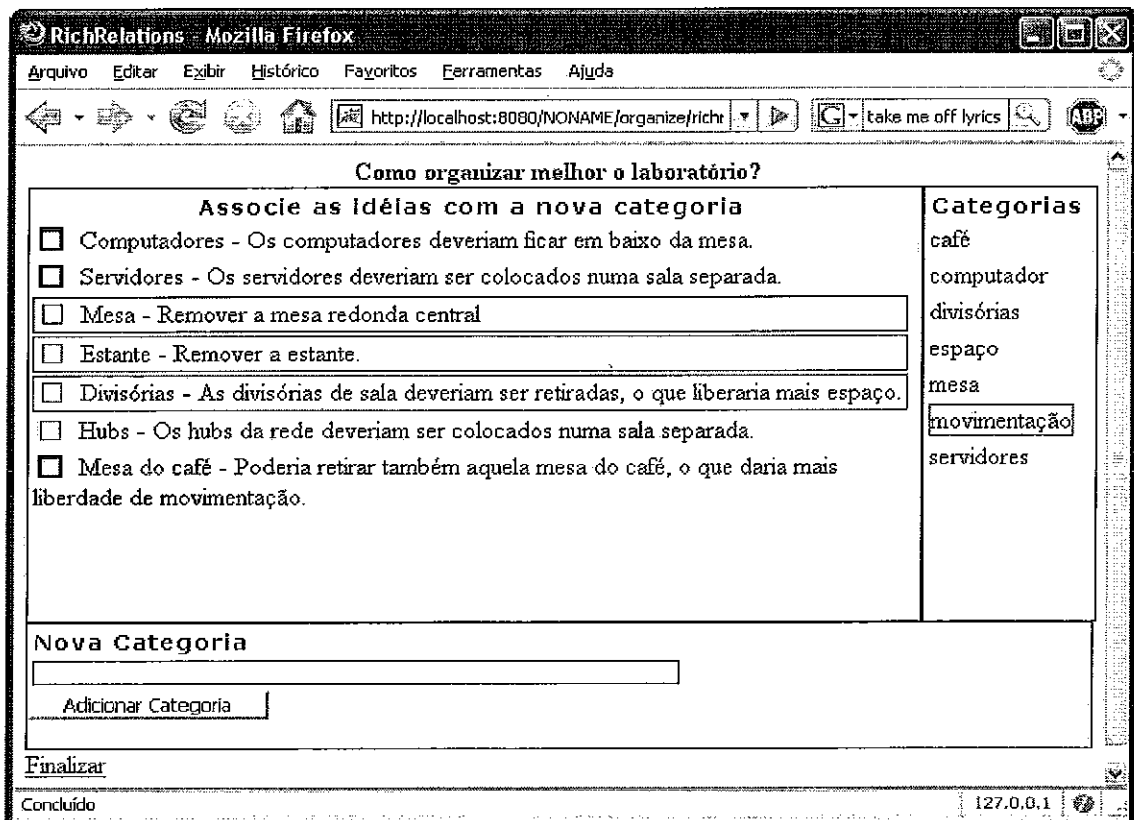 RichRelations - Mozilla Firefox
Arquivo Editar Exibir Histórico Favoritos Ferramentas Ajuda
http://localhost:8080/NONAME/organize/richr G take me off lyrics ABP
Como organizar melhor o laboratório?
Associe as idéias com a nova categoria
Computadores - Os computadores deveriam ficar em baixo da mesa.
Servidores - Os servidores deveriam ser colocados numa sala separada.
Mesa - Remover a mesa redonda central
Estante - Remover a estante.
Divisórias - As divisórias de sala deveriam ser retiradas, o que liberaria mais espaço.
Hubs - Os hubs da rede deveriam ser colocados numa sala separada.
Mesa do café - Poderia retirar também aquela mesa do café, o que daria mais
liberdade de movimentação.
Categorias
café
computador
divisórias
espaço
mesa
movimentação
servidores
Nova Categoria
Adicionar Categoria
Finalizar
Concluído 127.0.0.1